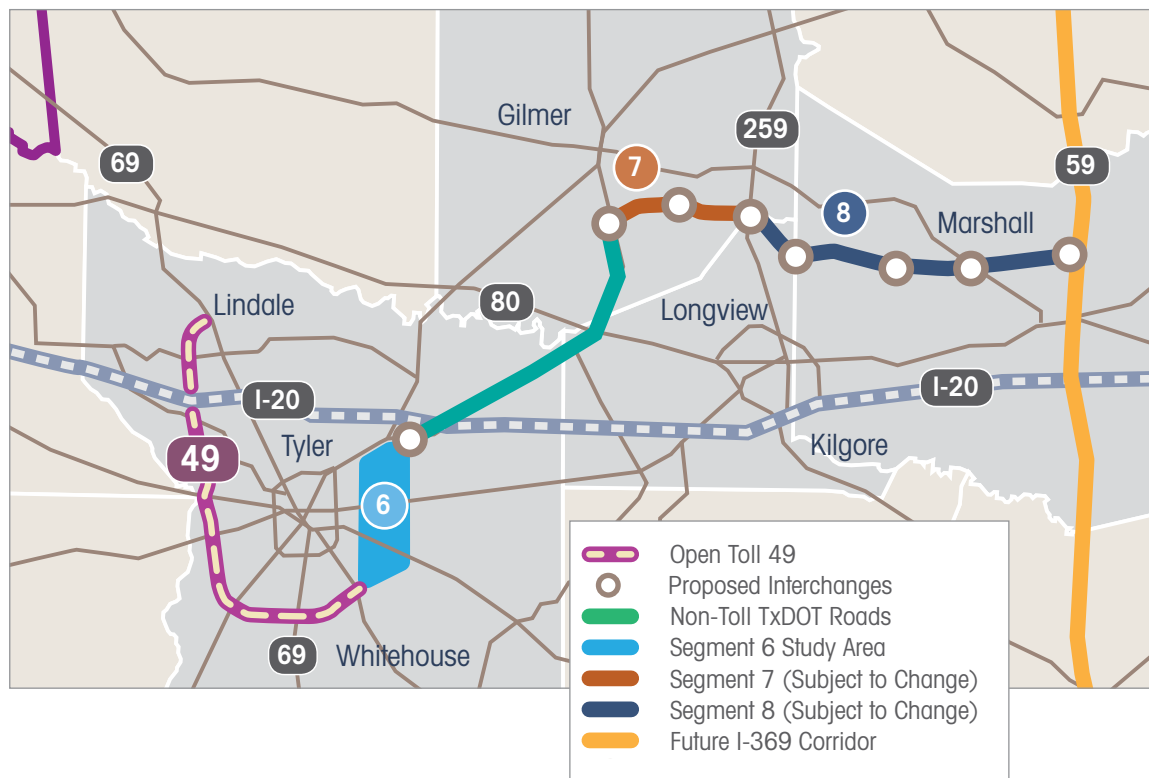 Gilmer
259
69
7
59
8
Marshall
80
Lindale
Longview
I-20
I-20
Tyler
49
Kilgore
6
69
Whitehouse
Open Toll 49
Proposed Interchanges
Non-Toll TxDOT Roads
Segment 6 Study Area
Segment 7 (Subject to Change)
Segment 8 (Subject to Change)
Future I-369 Corridor